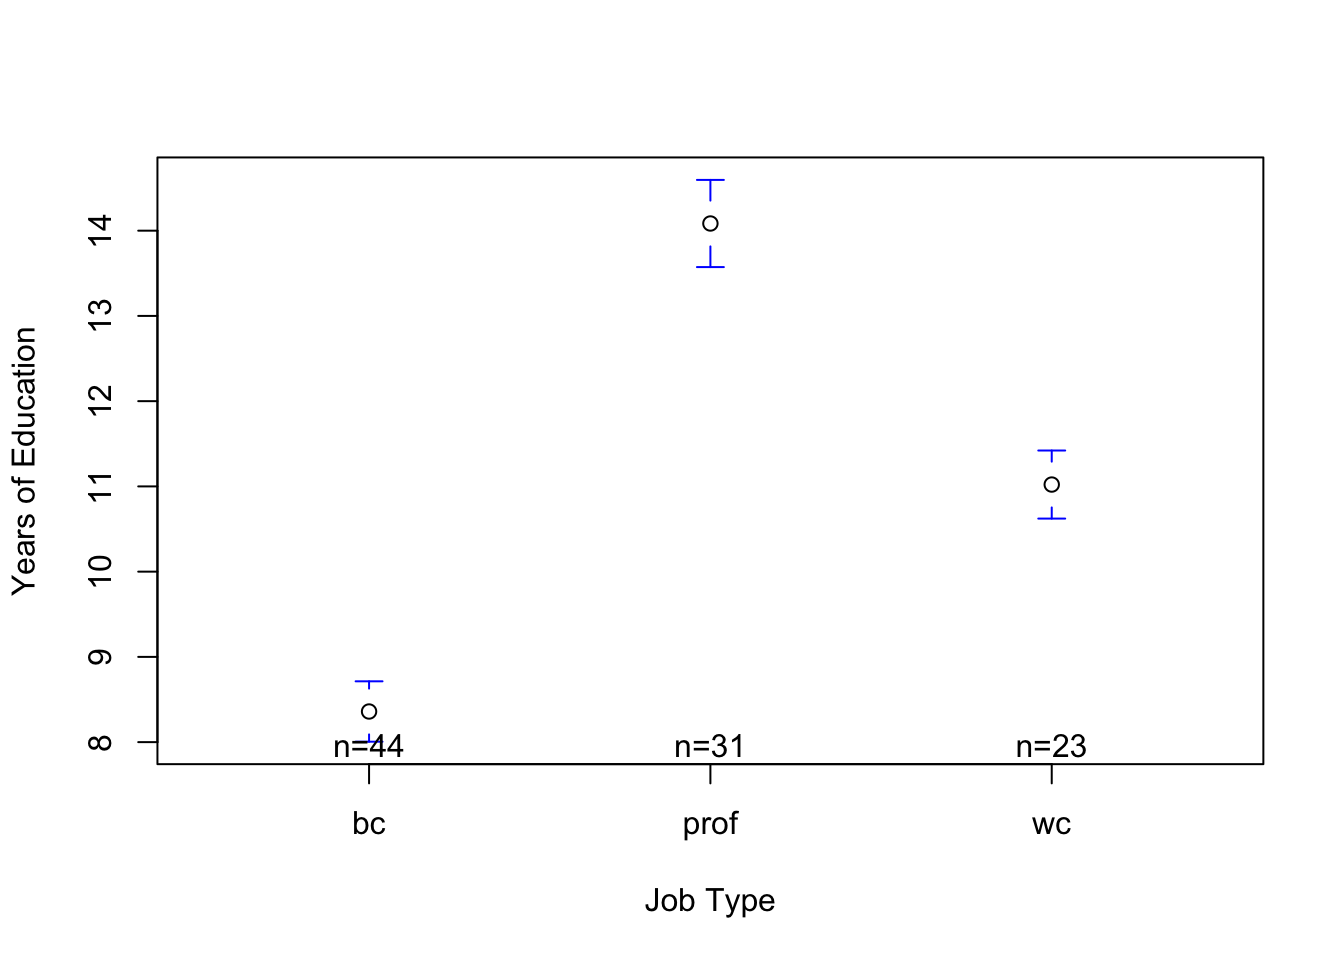 Years of Education
14
13
12
11
10
9
8
n=44 n=31 n=23
bc prof wc
Job Type